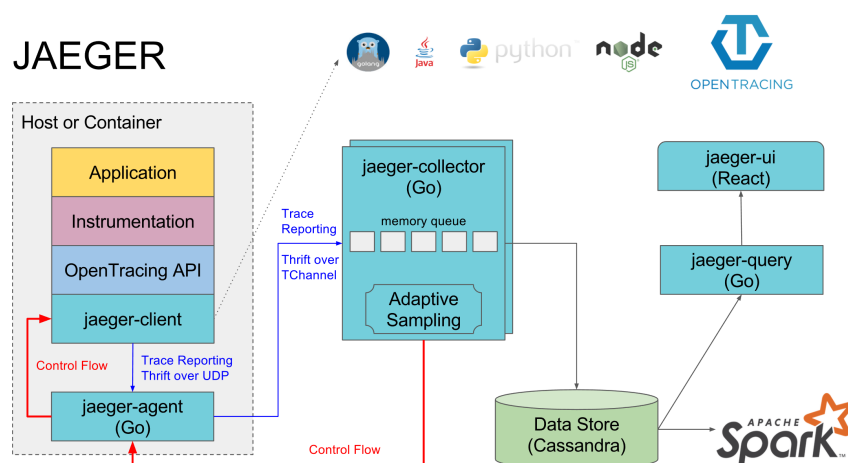 JAEGER
golang
Java
python
node
JS
OPENTRACING
Host or Container
Application
Instrumentation
OpenTracing API
jaeger-client
Control Flow
Trace Reporting
Thrift over UDP
jaeger-agent
(Go)
Trace
Reporting
Thrift over
TChannel
jaeger-collector
(Go)
memory queue
Adaptive
Sampling
Control Flow
jaeger-ui
(React)
jaeger-query
(Go)
Data Store
(Cassandra)
APACHE
Spark
TM